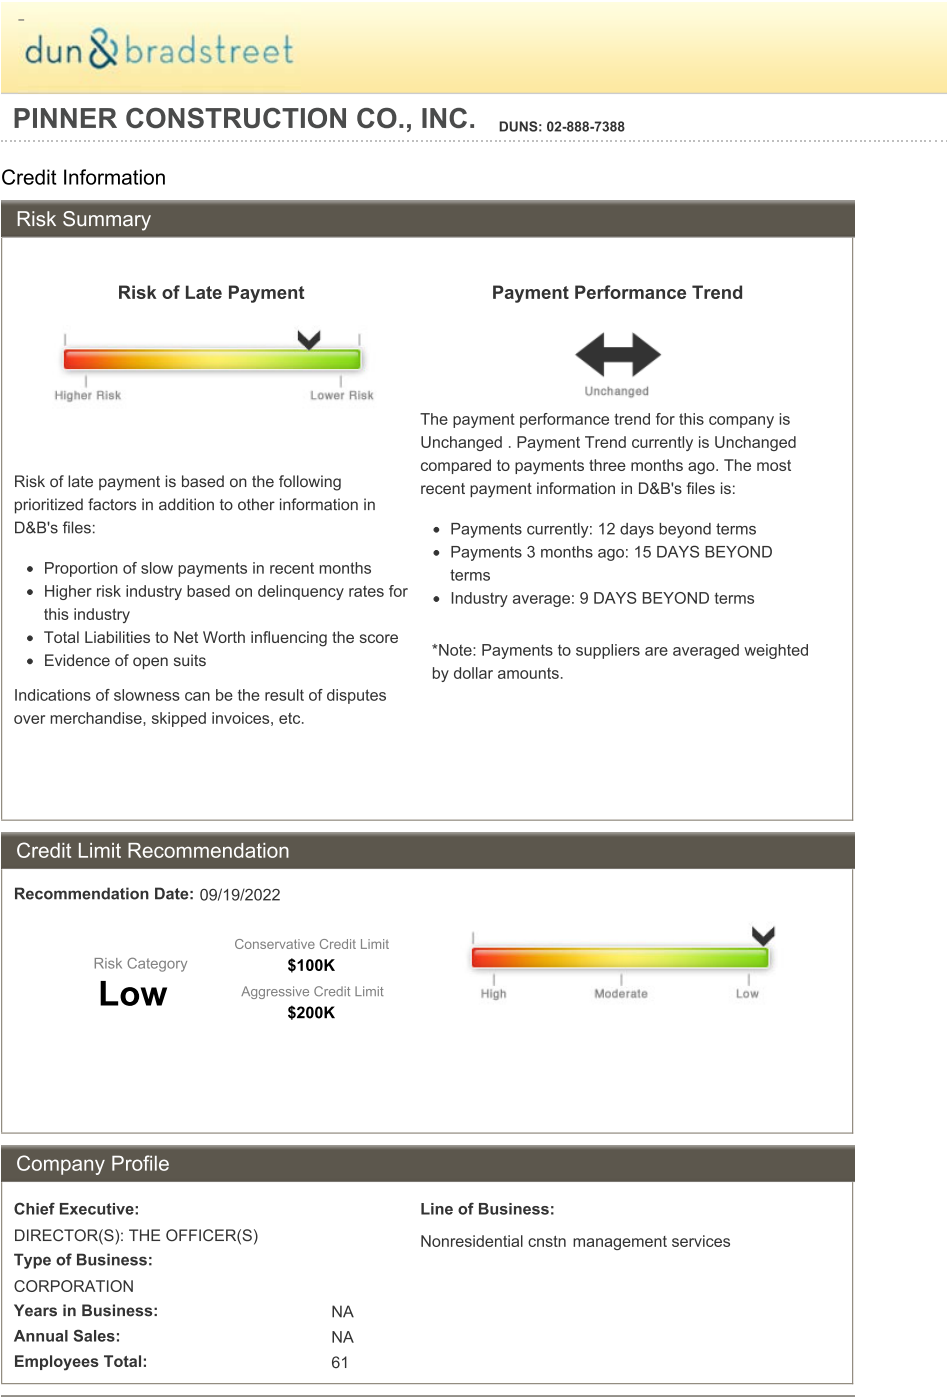 dun&bradstreet
PINNER CONSTRUCTION CO., INC. DUNS: 02-888-7388
Credit Information
Risk Summary
Risk of Late Payment
Higher Risk Lower Risk
Risk of late payment is based on the following
prioritized factors in addition to other information in
D&B's files:
• Proportion of slow payments in recent months
• Higher risk industry based on delinquency rates for
this industry
• Total Liabilities to Net Worth influencing the score
• Evidence of open suits
Indications of slowness can be the result of disputes
over merchandise, skipped invoices, etc.
Payment Performance Trend
Unchanged
The payment performance trend for this company is
Unchanged . Payment Trend currently is Unchanged
compared to payments three months ago. The most
recent payment information in D&B's files is:
• Payments currently: 12 days beyond terms
• Payments 3 months ago: 15 DAYS BEYOND
terms
• Industry average: 9 DAYS BEYOND terms
*Note: Payments to suppliers are averaged weighted
by dollar amounts.
Credit Limit Recommendation
Recommendation Date: 09/19/2022
Risk Category
Low
Conservative Credit Limit
$100K
Aggressive Credit Limit
$200K
High Moderate Low
Company Profile
Chief Executive:
DIRECTOR(S): THE OFFICER(S)
Type of Business:
CORPORATION
Years in Business: NA
Annual Sales: NA
Employees Total: 61
Line of Business:
Nonresidential cnstn management services